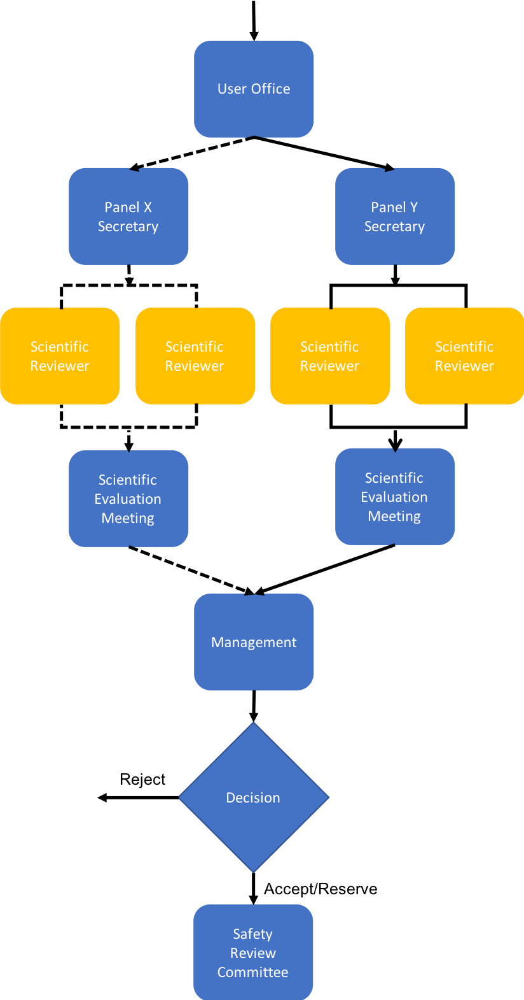 User Office
Panel X
Secretary
Panel Y
Secretary
Scientific
Reviewer
Scientific
Reviewer
Scientific
Reviewer
Scientific
Reviewer
Scientific
Evaluation
Meeting
Scientific
Evaluation
Meeting
Management
Reject
Decision
Accept/Reserve
Safety
Review
Committee